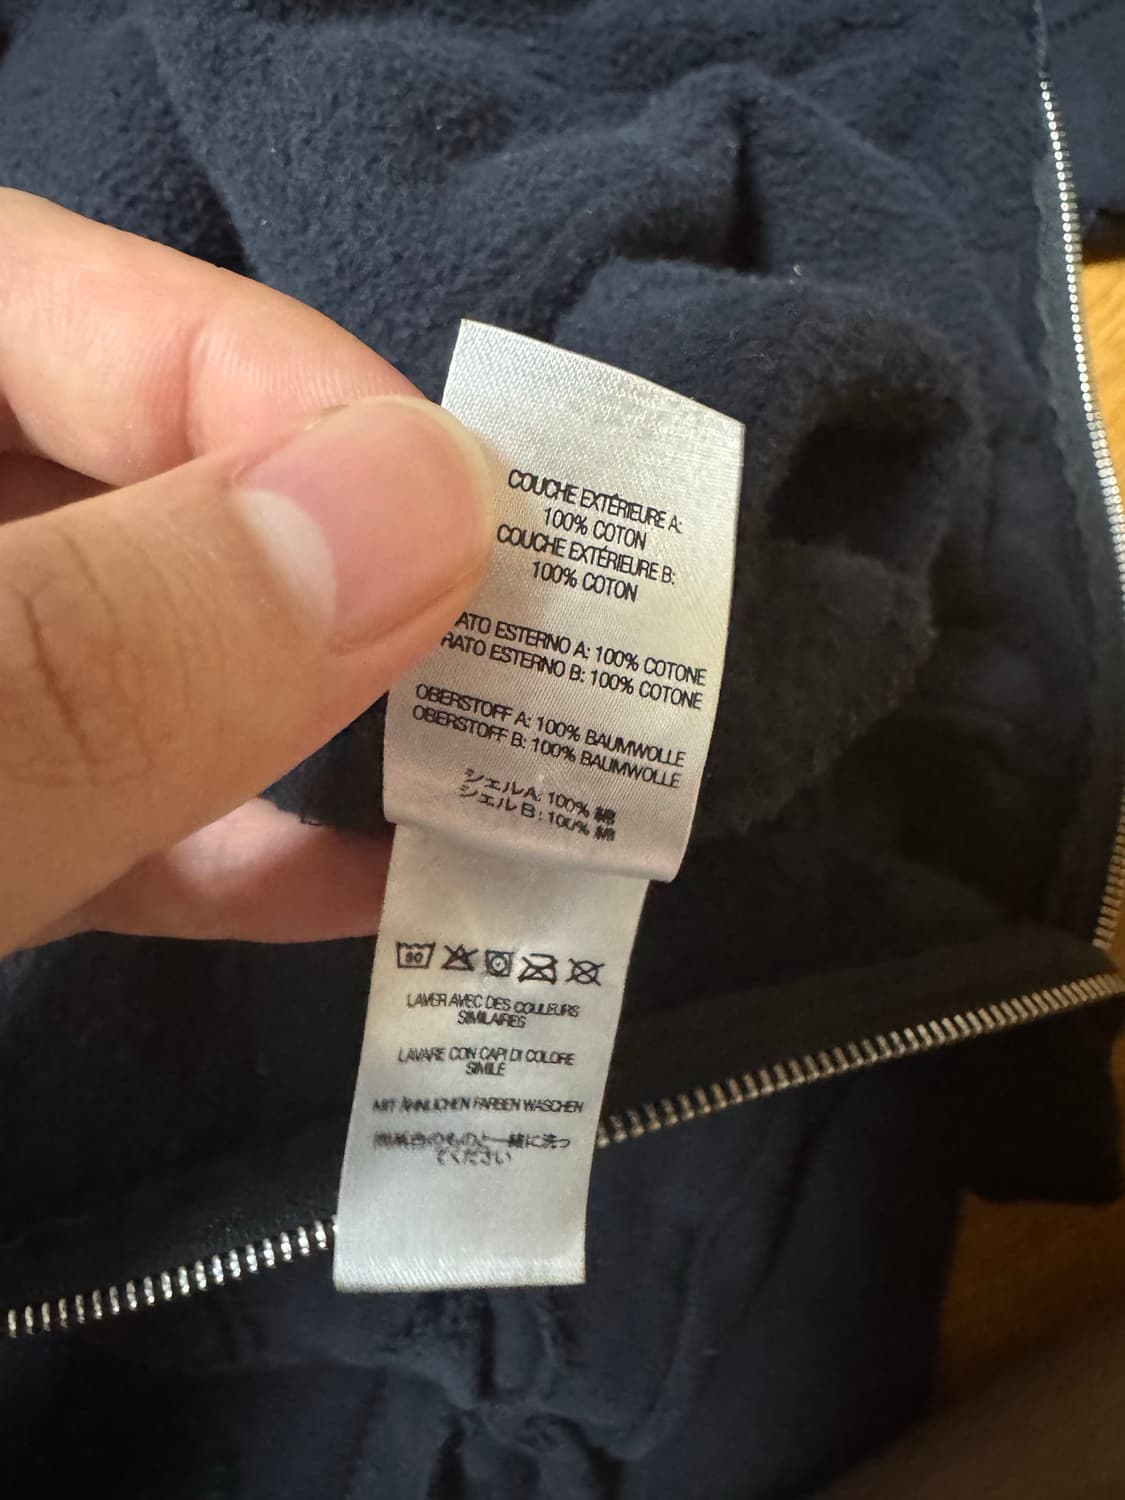 COUCHE EXTÉRIEURE A:
100% COTON
COUCHE EXTÉRIEURE B:
100% COTON
ATO ESTERNO A: 100% COTONE
RATO ESTERNO B: 100% COTONE
OBERSTOFF A: 100% BAUMWOLLE
OBERSTOFF B: 100% BAUMWOLLE
シェルA: 100% 綿
シェルB: 100% 綿
30
LAVER AVEC DES COULEURS
SIMILAIRES
LAVARE CON CAPI DI COLORE
SIMILE
MIT ÄHNLICHEN FARBEN WASCHEN
色のものと一緒に洗っ
てください